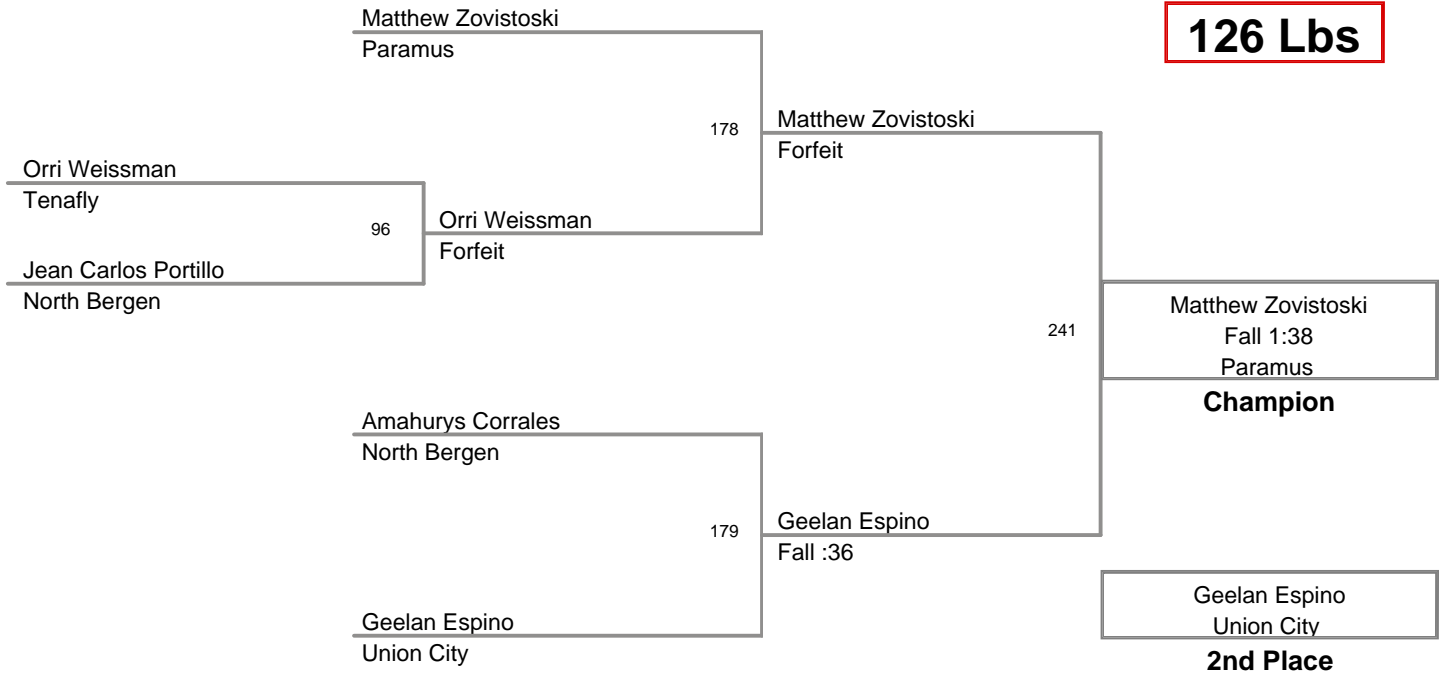 126 Lbs
Matthew Zovistoski
Paramus
178
Matthew Zovistoski
Forfeit
Orri Weissman
Tenafly
96
Orri Weissman
Forfeit
Jean Carlos Portillo
North Bergen
241
Matthew Zovistoski
Fall 1:38
Paramus
Champion
Amahurys Corrales
North Bergen
179
Geelan Espino
Fall :36
Geelan Espino
Union City
Geelan Espino
Union City
2nd Place